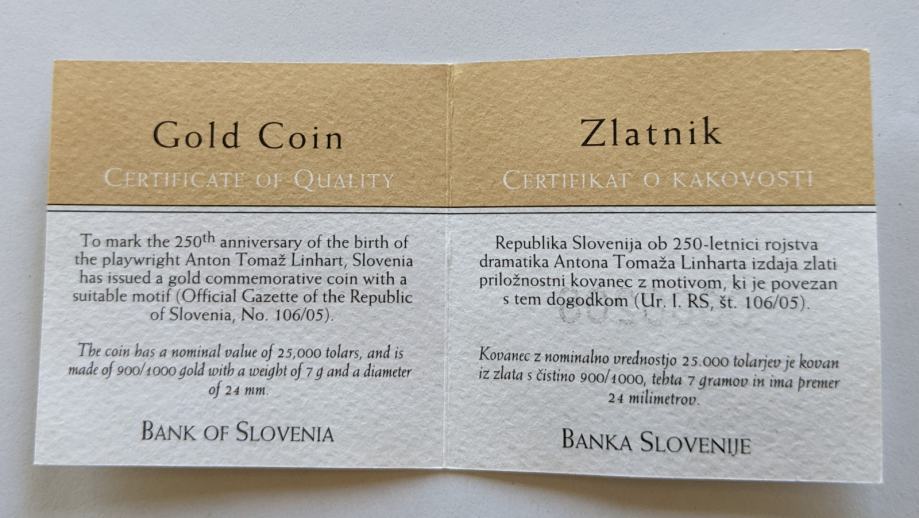 Gold Coin
CERTIFICATE OF QUALITY
To mark the 250th anniversary of the birth of
the playwright Anton Tomaž Linhart, Slovenia
has issued a gold commemorative coin with a
suitable motif (Official Gazette of the Republic
of Slovenia, No. 106/05).
The coin has a nominal value of 25,000 tolars, and is
made of 900/1000 gold with a weight of 7 g and a diameter
of 24 mm.
BANK OF SLOVENIA
Zlatnik
CERTIFIKAT O KAKOVOSTI
Republika Slovenija ob 250-letnici rojstva
dramatika Antona Tomaža Linharta izdaja zlati
priložnostni kovanec z motivom, ki je povezan
s tem dogodkom (Ur. l. RS, št. 106/05).
Kovanec z nominalno vrednostjo 25.000 tolarjev je kovan
iz zlata s čistino 900/1000, tehta 7 gramov in ima premer
24 milimetrov.
BANKA SLOVENIJE